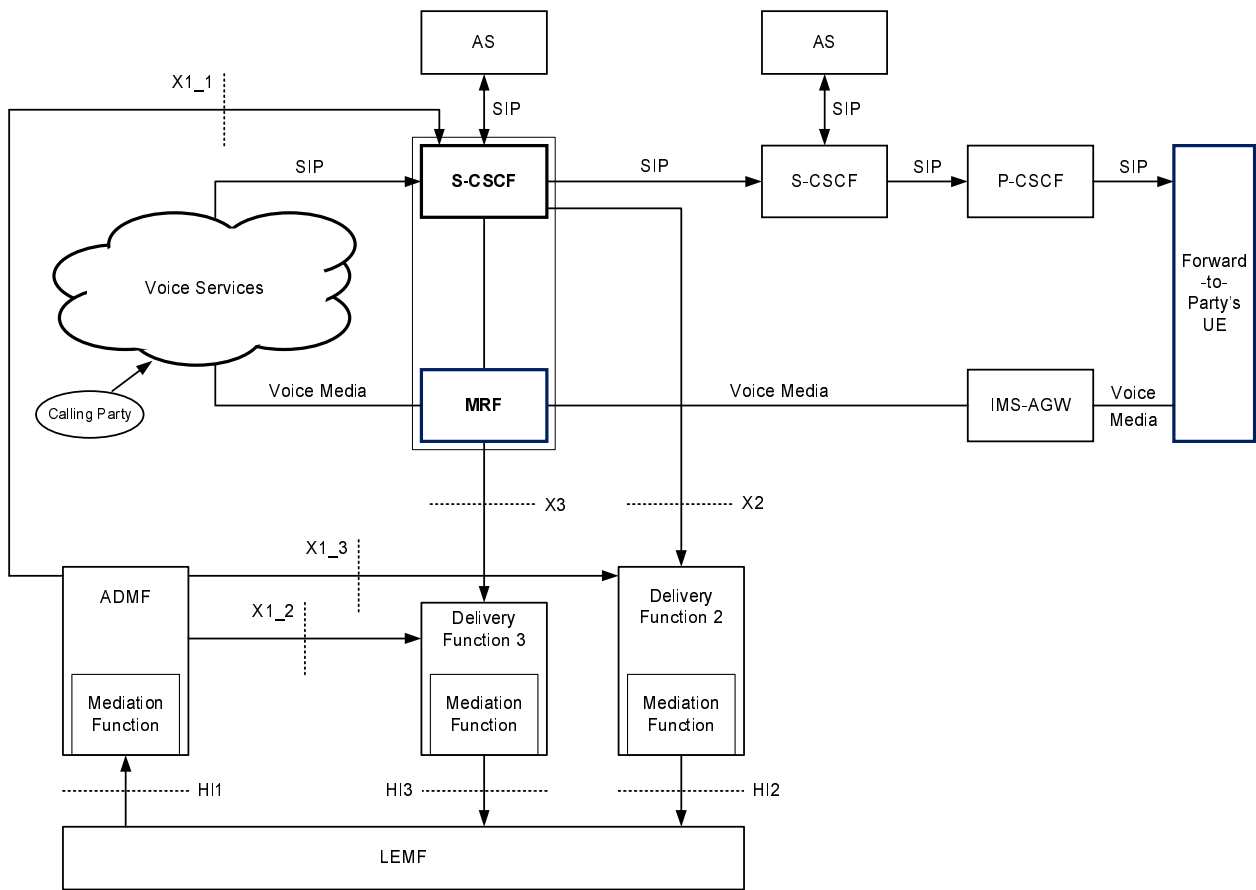 AS
AS
X1_1
SIP
SIP
SIP
S-CSCF
SIP
S-CSCF
SIP
P-CSCF
SIP
Voice Services
Forward
-to-
Party's
UE
Calling Party
Voice Media
MRF
Voice Media
IMS-AGW
Voice
Media
X3
X2
X1_3
ADMF
X1_2
Delivery
Function 3
Delivery
Function 2
Mediation
Function
Mediation
Function
Mediation
Function
HI1
HI3
HI2
LEMF